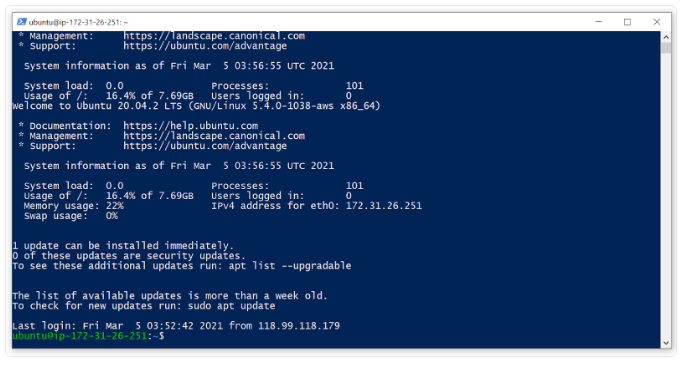 ubuntu@ip-172-31-26-251: ~
* Management: https://landscape.canonical.com
* Support: https://ubuntu.com/advantage
System information as of Fri Mar 5 03:56:55 UTC 2021
System load: 0.0 Processes: 101
Usage of /: 16.4% of 7.69GB Users logged in: 0
Welcome to Ubuntu 20.04.2 LTS (GNU/Linux 5.4.0-1038-aws x86_64)
* Documentation: https://help.ubuntu.com
* Management: https://landscape.canonical.com
* Support: https://ubuntu.com/advantage
System information as of Fri Mar 5 03:56:55 UTC 2021
System load: 0.0 Processes: 101
Usage of /: 16.4% of 7.69GB Users logged in: 0
Memory usage: 22% IPv4 address for eth0: 172.31.26.251
Swap usage: 0%
1 update can be installed immediately.
0 of these updates are security updates.
To see these additional updates run: apt list --upgradable
The list of available updates is more than a week old.
To check for new updates run: sudo apt update
Last login: Fri Mar 5 03:52:42 2021 from 118.99.118.179
ubuntu@ip-172-31-26-251:~$